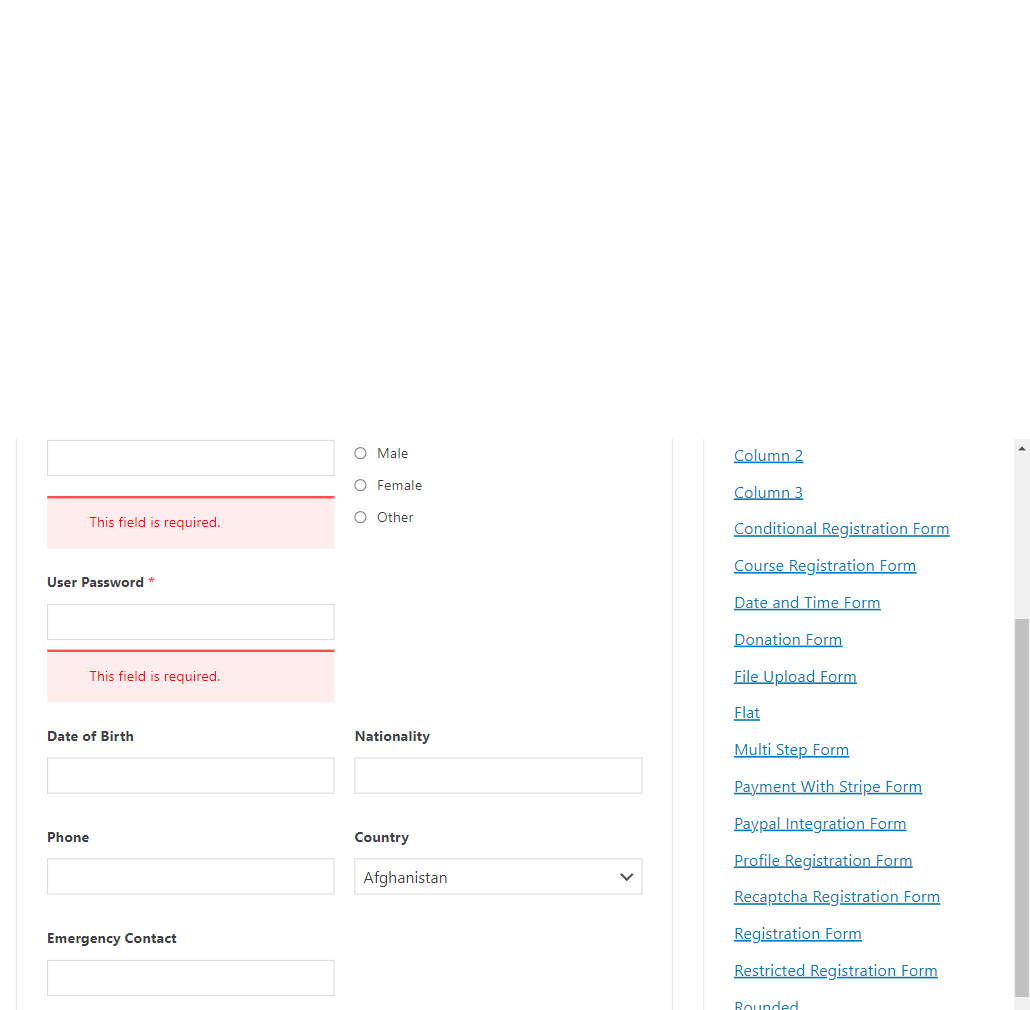 Male
Female
This field is required.
Other
User Password *
This field is required.
Date of Birth
Nationality
Phone
Country
Afghanistan
Emergency Contact
Column 2
Column 3
Conditional Registration Form
Course Registration Form
Date and Time Form
Donation Form
File Upload Form
Flat
Multi Step Form
Payment With Stripe Form
Paypal Integration Form
Profile Registration Form
Recaptcha Registration Form
Registration Form
Restricted Registration Form
Rounded